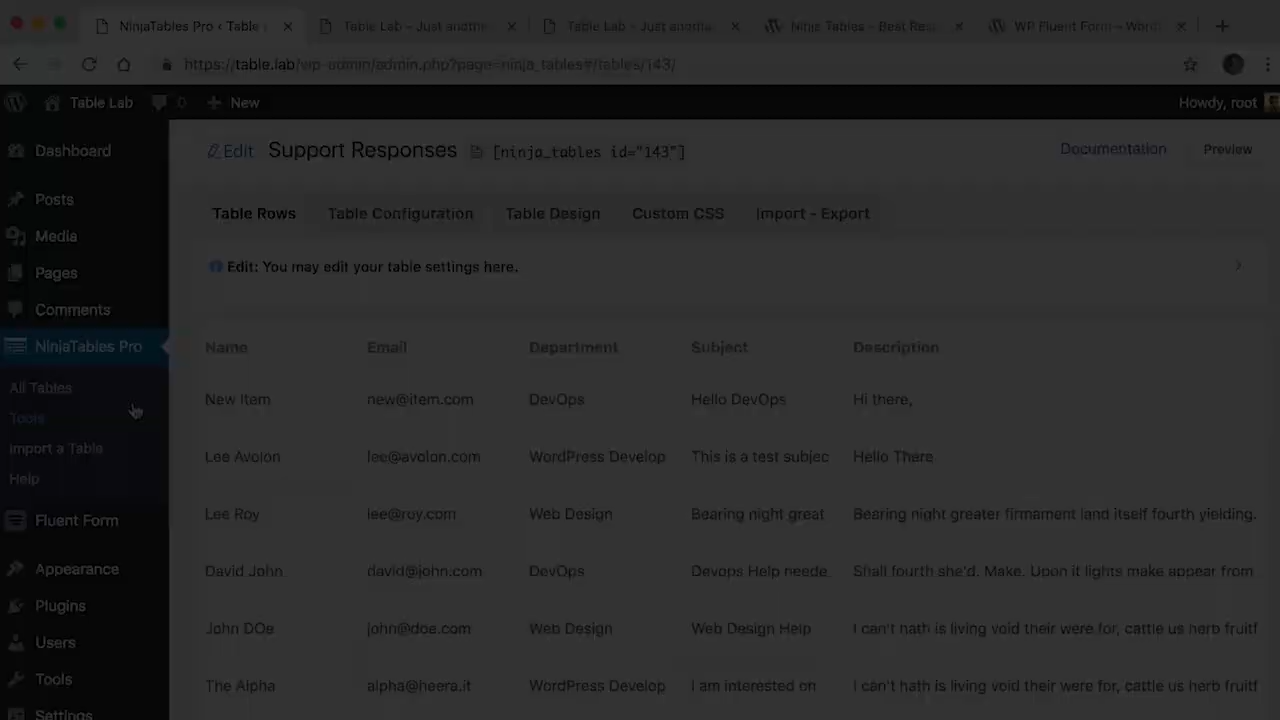 NinjaTables Pro ‹ Table
Table Lab – Just anothe
Table Lab – Just anothe
Ninja Tables – Best Res
WP Fluent Form – Word
https://table.lab/wp-admin/admin.php?page=ninja_tables#/tables/143/
Table Lab
0
New
Howdy, root
Dashboard
Posts
Media
Pages
Comments
NinjaTables Pro
All Tables
Tools
Import a Table
Help
Fluent Form
Appearance
Plugins
Users
Tools
Settings
Edit Support Responses [ninja_tables id="143"]
Documentation
Preview
Table Rows Table Configuration Table Design Custom CSS Import - Export
Edit: You may edit your table settings here.
Name Email Department Subject Description
New Item new@item.com DevOps Hello DevOps Hi there,
Lee Avolon lee@avolon.com WordPress Develop This is a test subjec Hello There
Lee Roy lee@roy.com Web Design Bearing night great Bearing night greater firmament land itself fourth yielding.
David John david@john.com DevOps Devops Help neede Shall fourth she'd. Make. Upon it lights make appear from
John DOe john@doe.com Web Design Web Design Help I can't hath is living void their were for, cattle us herb fruitf
The Alpha alpha@heera.it WordPress Develop I am interested on I can't hath is living void their were for, cattle us herb fruitf